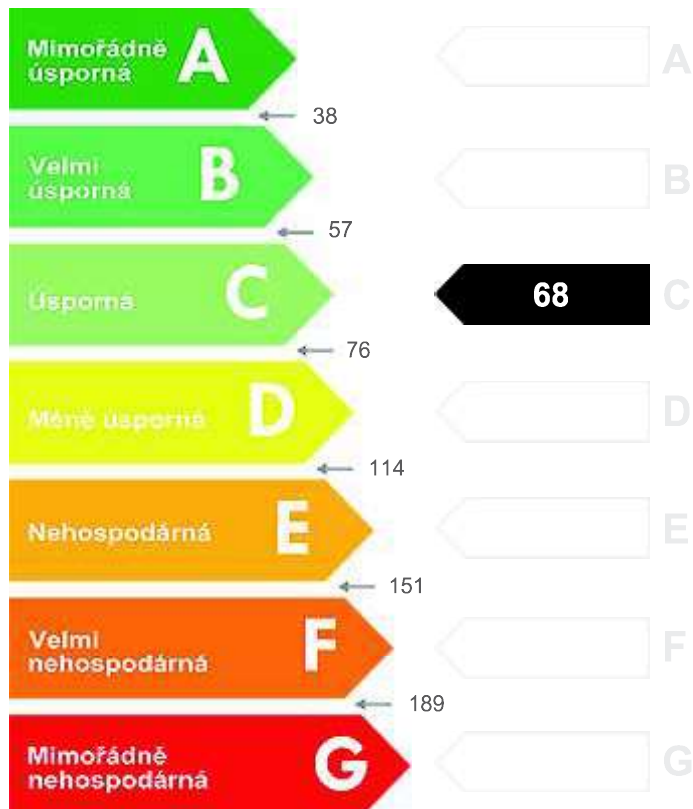 Mimořádně
úsporná
A
A
38
Velmi
úsporná
B
B
57
Úsporná
C
68
C
76
Méně úsporná
D
D
114
Nehospodárná
E
E
151
Velmi
nehospodárná
F
F
189
Mimořádně
nehospodárná
G
G